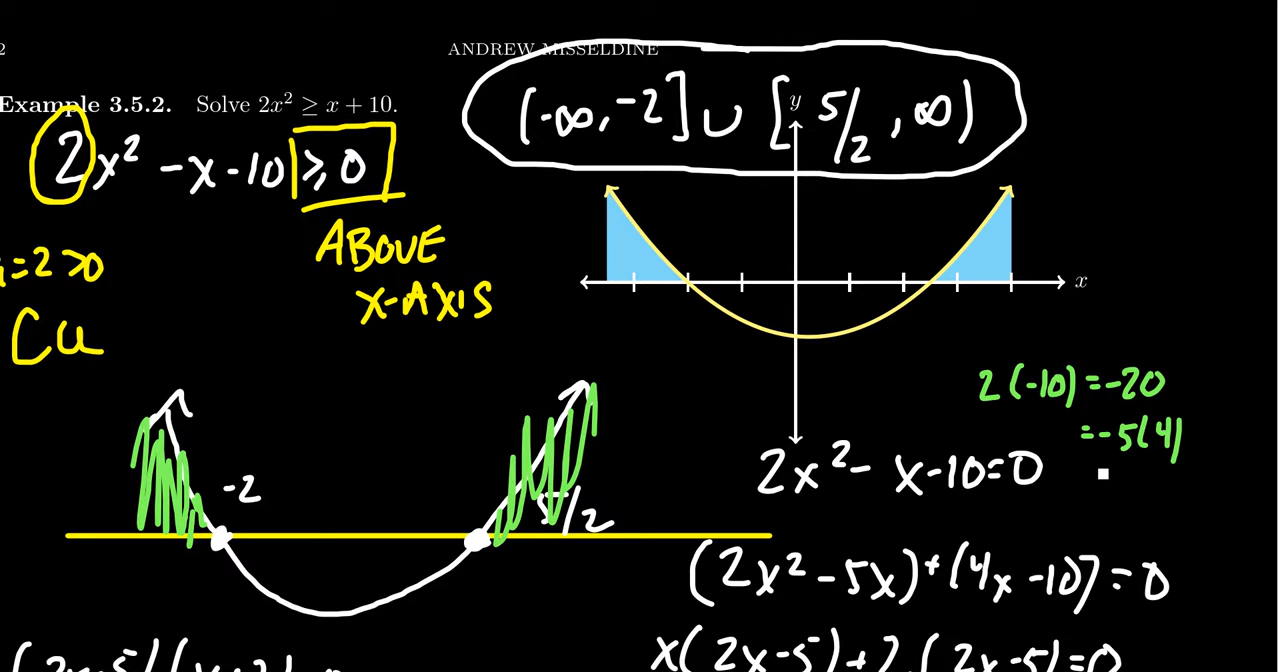 2
ANDREW MISSELDINE
Example 3.5.2. Solve 2x² ≥ x + 10.
(-∞, -2] ∪ [5/2, ∞)
y
2x² - x - 10 ≥ 0
ABOVE
X-AXIS
=2>0
CU
x
2(-10) = -20
= -5(4)
2x² - x - 10 = 0
-2
5/2
(2x² - 5x) + (4x - 10) = 0
x(2x - 5) + 2(2x - 5) = 0